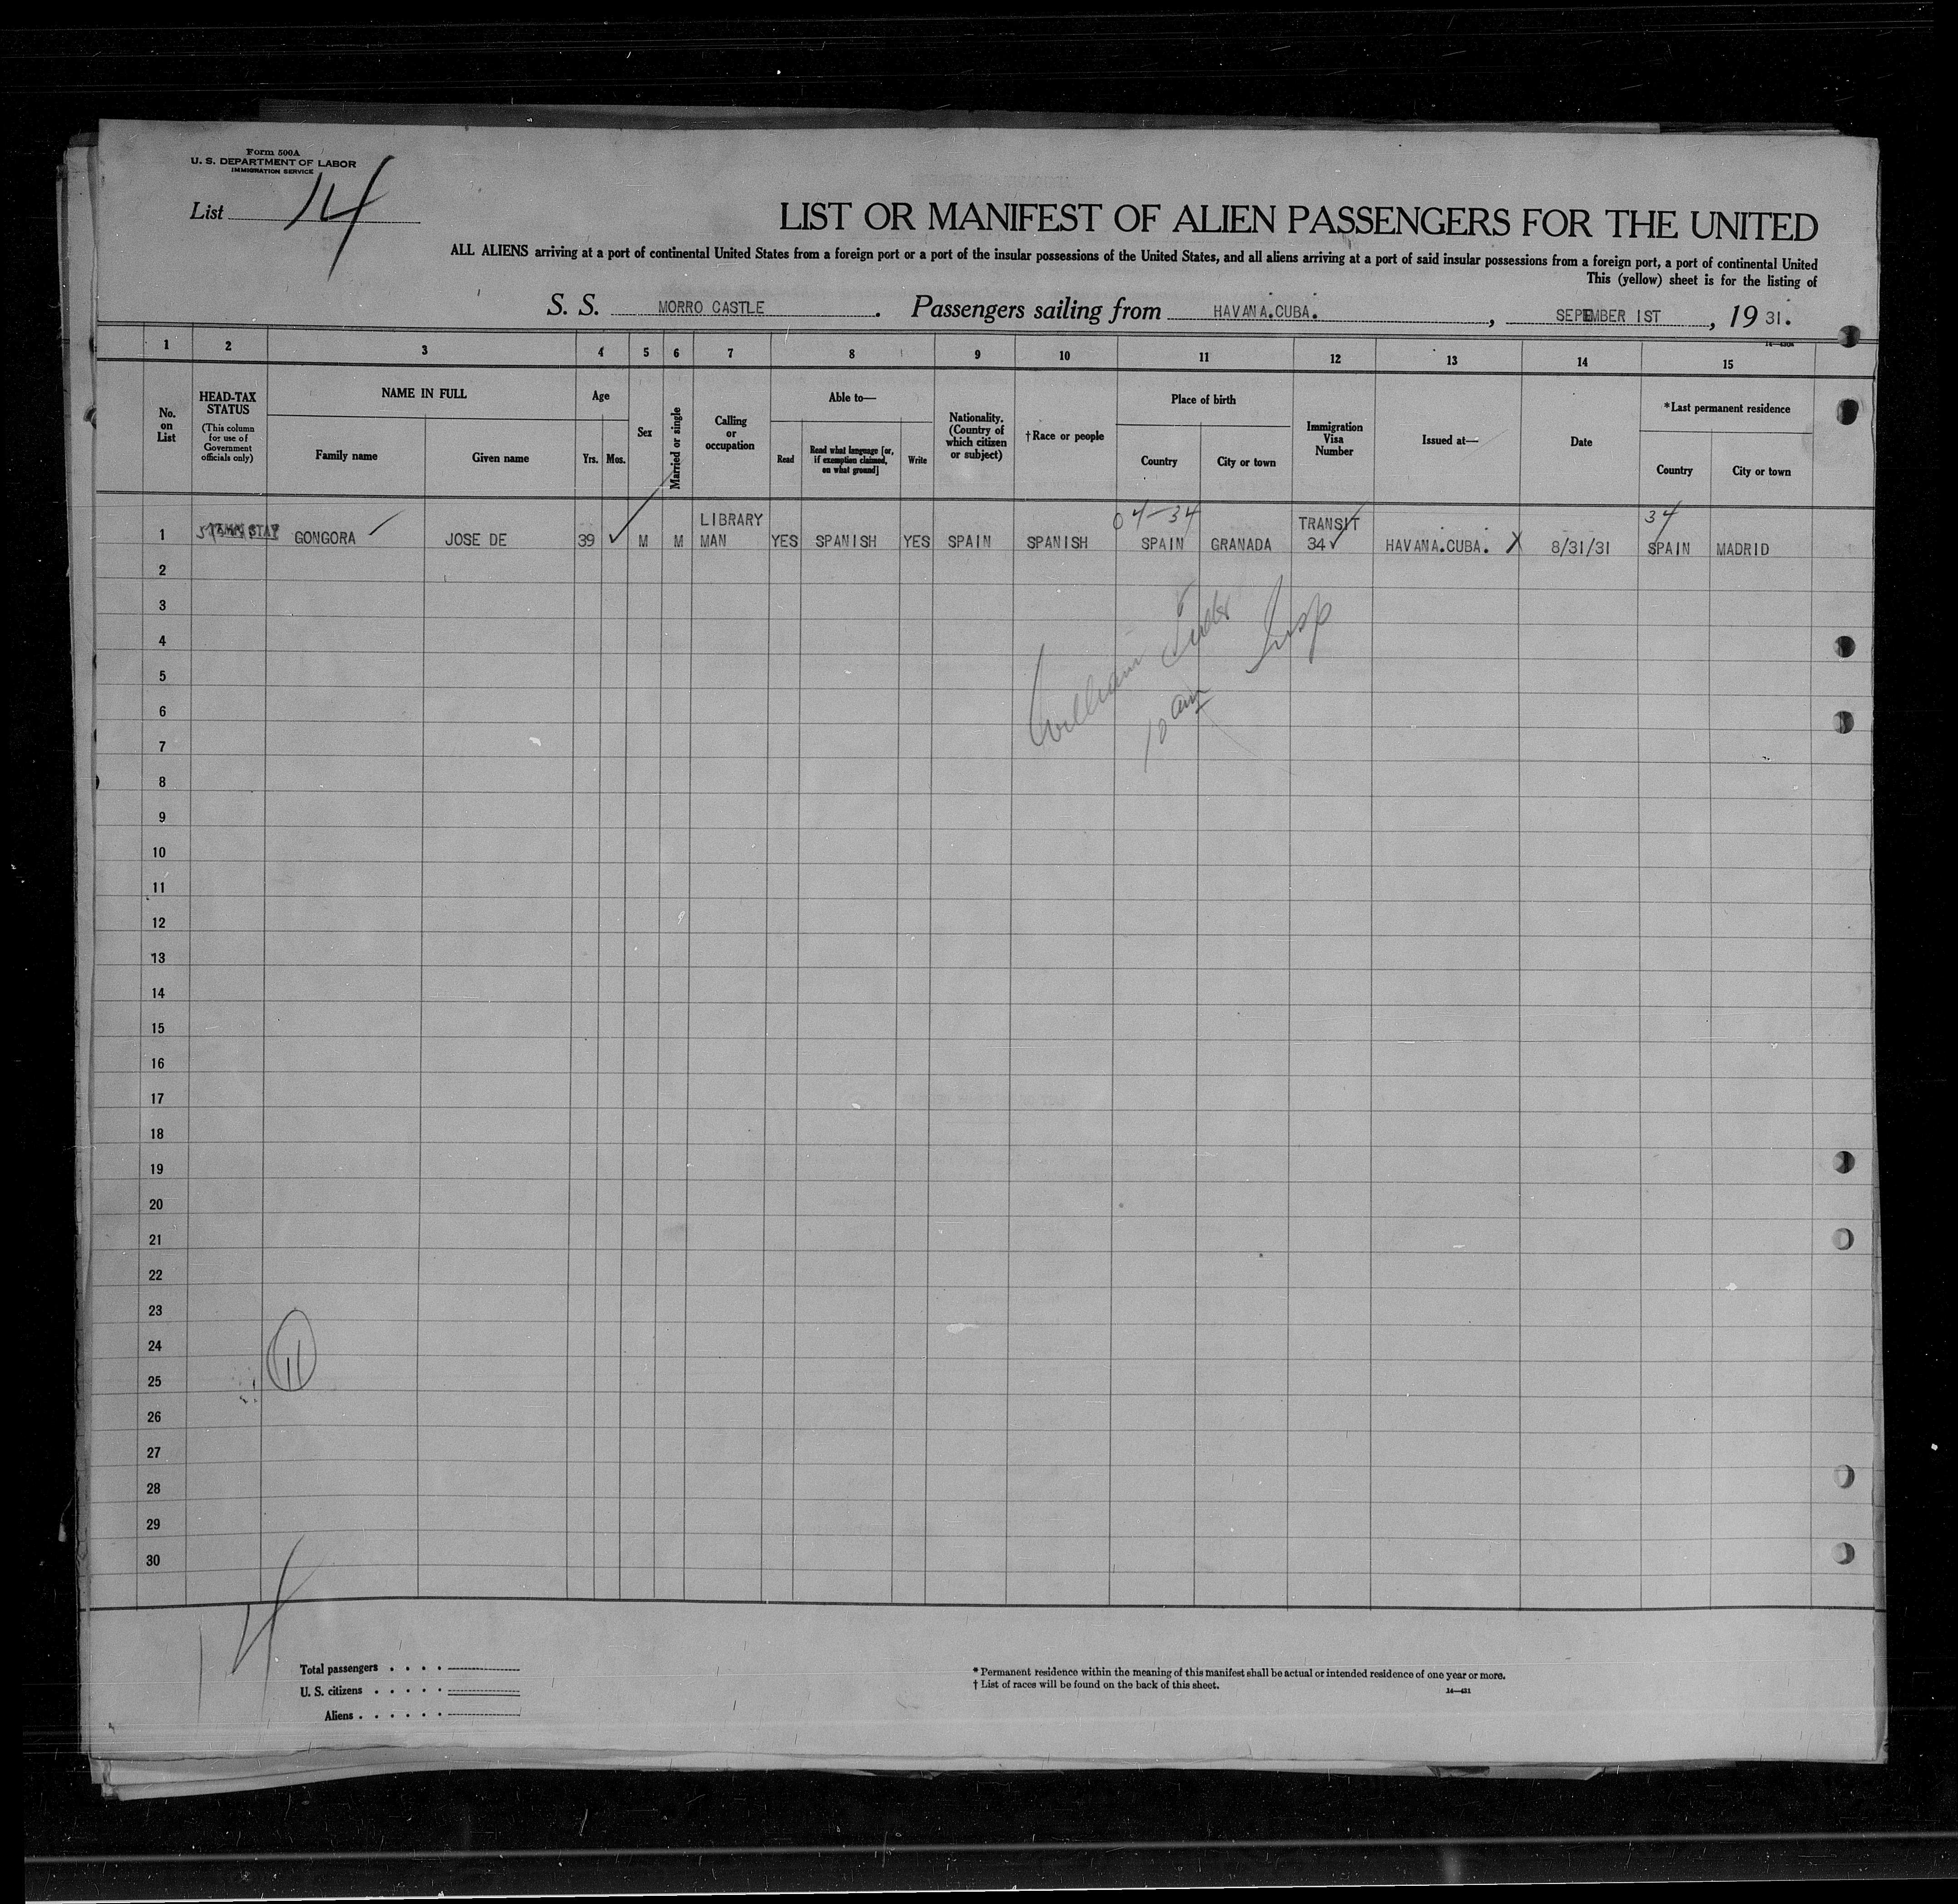 Form 500A
U. S. DEPARTMENT OF LABOR
IMMIGRATION SERVICE
List 14
LIST OR MANIFEST OF ALIEN PASSENGERS FOR THE UNITED
ALL ALIENS arriving at a port of continental United States from a foreign port or a port of the insular possessions of the United States, and all aliens arriving at a port of said insular possessions from a foreign port, a port of continental United
This (yellow) sheet is for the listing of
S. S. MORRO CASTLE. Passengers sailing from HAVANA.CUBA., SEPEMBER 1ST, 19 31.
1 2 3 4 5 6 7 8 9 10 11 12 13 14 15
No. on List
HEAD-TAX STATUS
(This column for use of Government officials only)
NAME IN FULL
Family name
Given name
Age
Yrs. Mos.
Sex
Married or single
Calling or occupation
Able to—
Read
Read what language [or, if exemption claimed, on what ground]
Write
Nationality. (Country of which citizen or subject)
†Race or people
Place of birth
Country
City or town
Immigration Visa Number
Issued at—
Date
*Last permanent residence
Country
City or town
LIBRARY 04-34 TRANSIT 34
1 GONGORA JOSE DE 39 M M MAN YES SPANISH YES SPAIN SPANISH SPAIN GRANADA 34 HAVANA.CUBA. X 8/31/31 SPAIN MADRID
2
3
4
5
6
7
8
9
10
11
12
13
14
15
16
17
18
19
20
21
22
23
24
25
26
27
28
29
30
William
Insp
10 am
11
14
Total passengers . . . .
U. S. citizens . . . . .
Aliens . . . . . .
* Permanent residence within the meaning of this manifest shall be actual or intended residence of one year or more.
† List of races will be found on the back of this sheet.